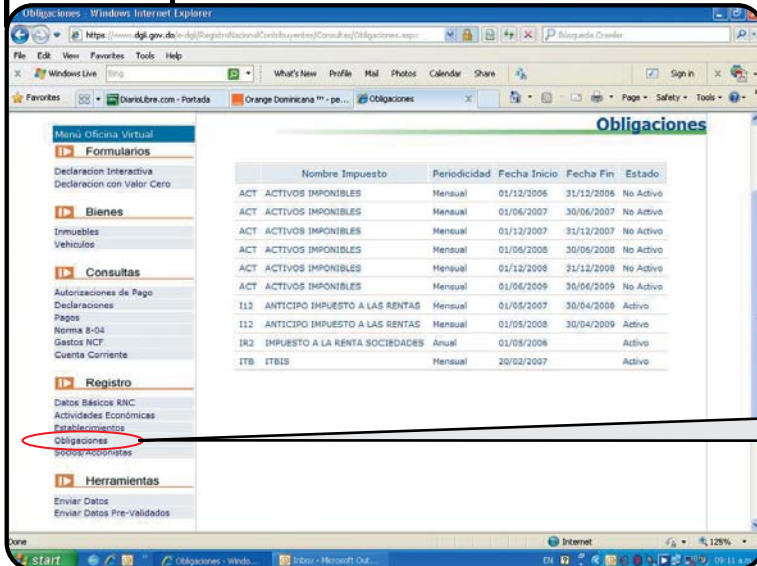 Obligaciones - Windows Internet Explorer
https://www.dgii.gov.do/
Búsqueda Crawler
File Edit View Favorites Tools Help
Windows Live Bing What's New Profile Mail Photos Calendar Share Sign in
Favorites DiarioLibre.com - Portada Orange Dominicana ™ - pe... Obligaciones Page Safety Tools
Obligaciones
Menú Oficina Virtual
Formularios
Declaracion Interactiva
Declaracion con Valor Cero
Bienes
Inmuebles
Vehiculos
Consultas
Autorizaciones de Pago
Declaraciones
Pagos
Norma 8-04
Gastos NCF
Cuenta Corriente
Registro
Datos Básicos RNC
Actividades Económicas
Establecimientos
Obligaciones
Socios/Accionistas
Herramientas
Enviar Datos
Enviar Datos Pre-Validados
Nombre Impuesto Periodicidad Fecha Inicio Fecha Fin Estado
ACT ACTIVOS IMPONIBLES Mensual 01/12/2006 31/12/2006 No Activo
ACT ACTIVOS IMPONIBLES Mensual 01/06/2007 30/06/2007 No Activo
ACT ACTIVOS IMPONIBLES Mensual 01/12/2007 31/12/2007 No Activo
ACT ACTIVOS IMPONIBLES Mensual 01/06/2008 30/06/2008 No Activo
ACT ACTIVOS IMPONIBLES Mensual 01/12/2008 31/12/2008 No Activo
ACT ACTIVOS IMPONIBLES Mensual 01/06/2009 30/06/2009 No Activo
I12 ANTICIPO IMPUESTO A LAS RENTAS Mensual 01/05/2007 30/04/2008 Activo
I12 ANTICIPO IMPUESTO A LAS RENTAS Mensual 01/05/2008 30/04/2009 Activo
IR2 IMPUESTO A LA RENTA SOCIEDADES Anual 01/05/2006 Activo
ITB ITBIS Mensual 20/02/2007 Activo
Done Internet 125%
start Obligaciones - Windo... Inbox - Microsoft Out... EN 09:11 a.m.